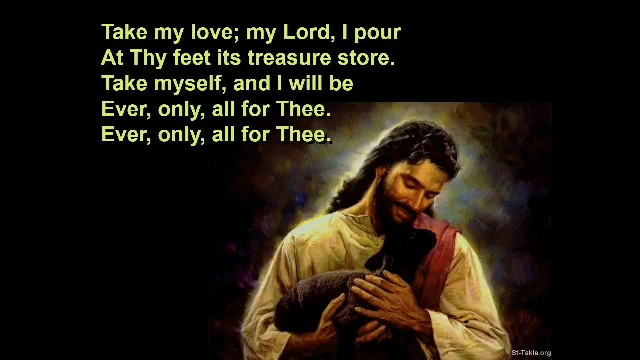 Take my love; my Lord, I pour
At Thy feet its treasure store.
Take myself, and I will be
Ever, only, all for Thee.
Ever, only, all for Thee.
St-Takla.org